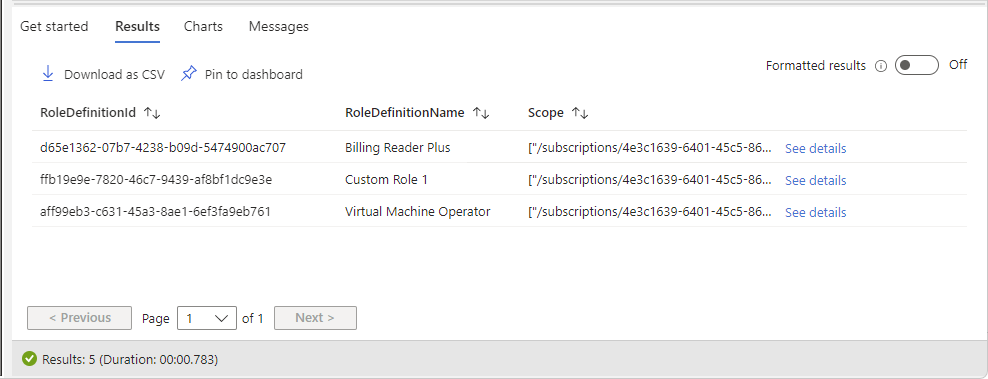 Get started Results Charts Messages
Download as CSV Pin to dashboard Formatted results Off
RoleDefinitionId RoleDefinitionName Scope
d65e1362-07b7-4238-b09d-5474900ac707 Billing Reader Plus ["/subscriptions/4e3c1639-6401-45c5-86... See details
ffb19e9e-7820-46c7-9439-af8bf1dc9e3e Custom Role 1 ["/subscriptions/4e3c1639-6401-45c5-86... See details
aff99eb3-c631-45a3-8ae1-6ef3fa9eb761 Virtual Machine Operator ["/subscriptions/4e3c1639-6401-45c5-86... See details
< Previous Page 1 of 1 Next >
Results: 5 (Duration: 00:00.783)